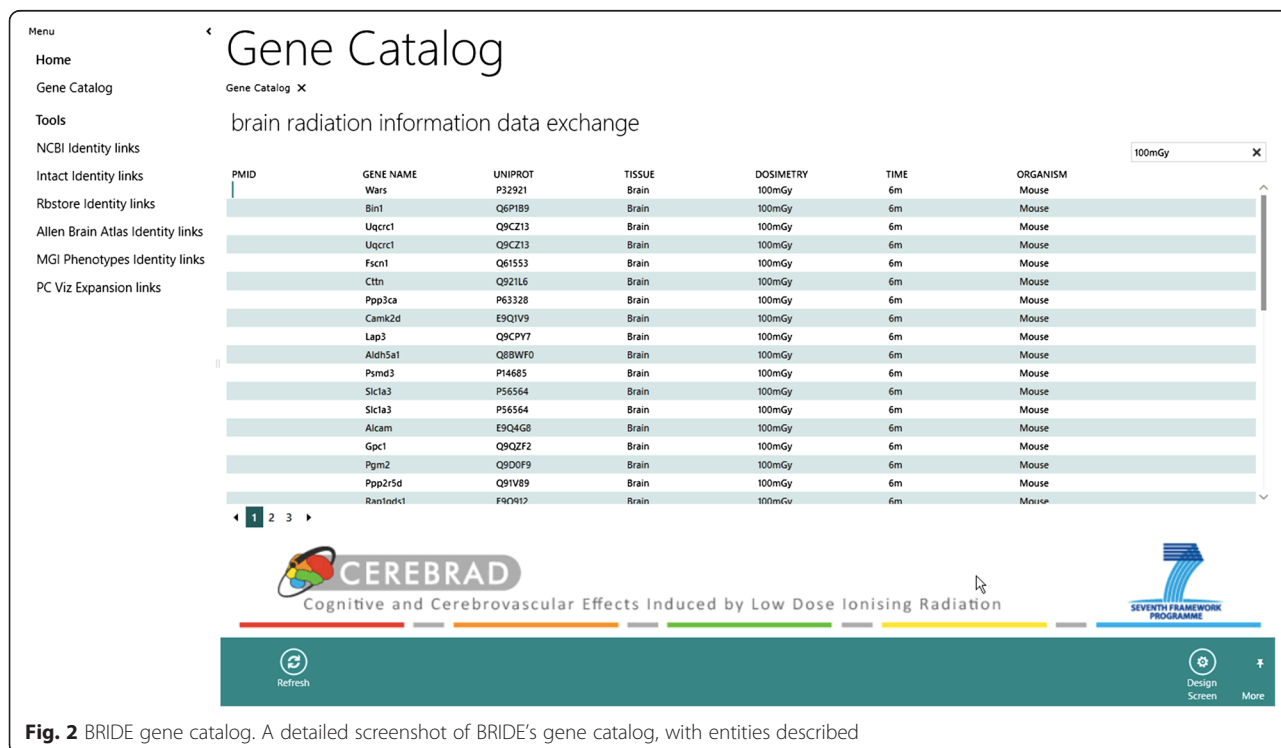 Menu
Home
Gene Catalog
Tools
NCBI Identity links
Intact Identity links
Rbstore Identity links
Allen Brain Atlas Identity links
MGI Phenotypes Identity links
PC Viz Expansion links
Gene Catalog
Gene Catalog
brain radiation information data exchange
100mGy
PMID GENE NAME UNIPROT TISSUE DOSIMETRY TIME ORGANISM
Wars P32921 Brain 100mGy 6m Mouse
Bin1 Q6P1B9 Brain 100mGy 6m Mouse
Uqcrc1 Q9CZ13 Brain 100mGy 6m Mouse
Uqcrc1 Q9CZ13 Brain 100mGy 6m Mouse
Fscn1 Q61553 Brain 100mGy 6m Mouse
Cttn Q921L6 Brain 100mGy 6m Mouse
Ppp3ca P63328 Brain 100mGy 6m Mouse
Camk2d E9Q1V9 Brain 100mGy 6m Mouse
Lap3 Q9CPY7 Brain 100mGy 6m Mouse
Aldh5a1 Q8BWF0 Brain 100mGy 6m Mouse
Psmd3 P14685 Brain 100mGy 6m Mouse
Slc1a3 P56564 Brain 100mGy 6m Mouse
Slc1a3 P56564 Brain 100mGy 6m Mouse
Alcam E9Q4G8 Brain 100mGy 6m Mouse
Gpc1 Q9QZF2 Brain 100mGy 6m Mouse
Pgm2 Q9D0F9 Brain 100mGy 6m Mouse
Ppp2r5d Q91V89 Brain 100mGy 6m Mouse
Rap1gds1 E9Q912 Brain 100mGy 6m Mouse
1 2 3
CEREBRAD
Cognitive and Cerebrovascular Effects Induced by Low Dose Ionising Radiation
SEVENTH FRAMEWORK
PROGRAMME
Refresh
Design
Screen
More
Fig. 2 BRIDE gene catalog. A detailed screenshot of BRIDE's gene catalog, with entities described